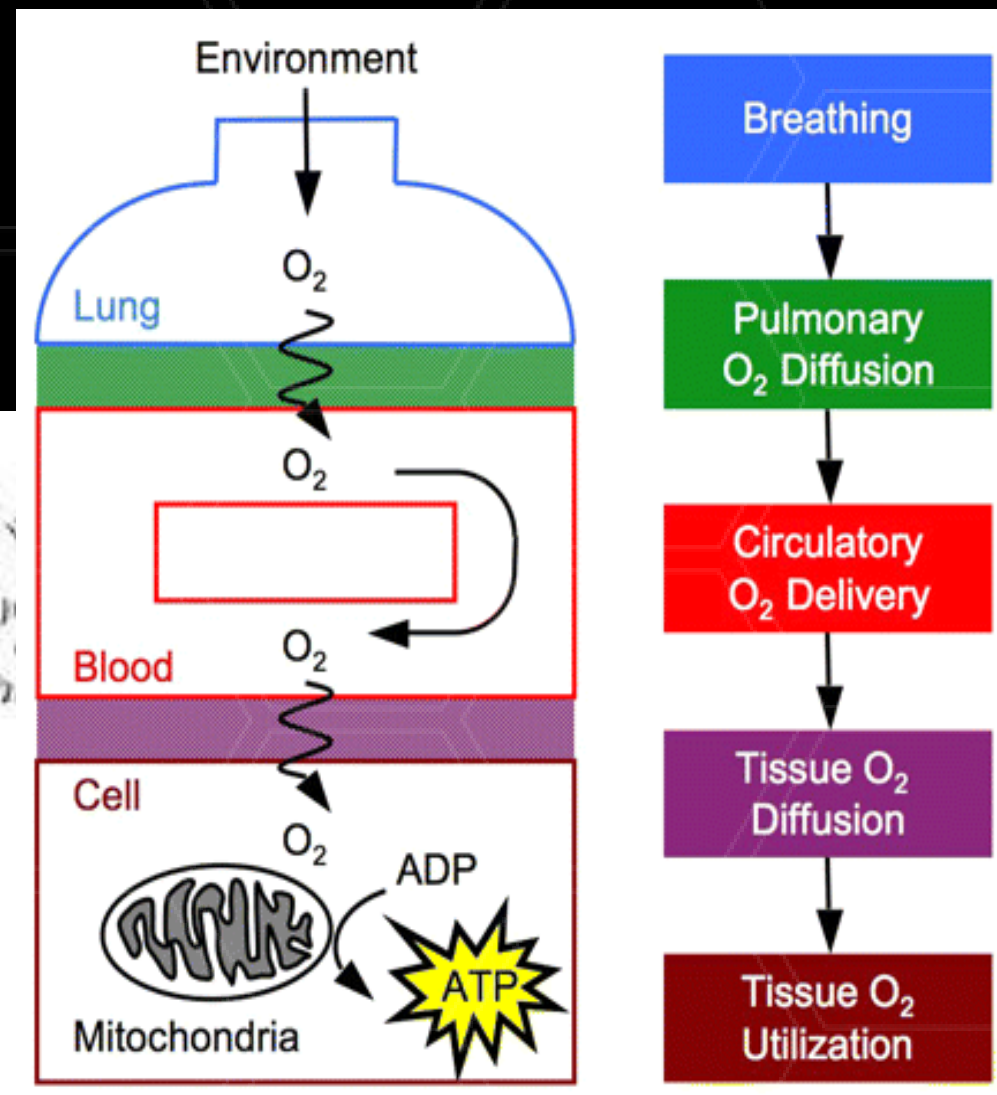 Environment
O₂
Lung
O₂
O₂
Blood
Cell
O₂
ADP
ATP
Mitochondria
Breathing
Pulmonary
O₂ Diffusion
Circulatory
O₂ Delivery
Tissue O₂
Diffusion
Tissue O₂
Utilization